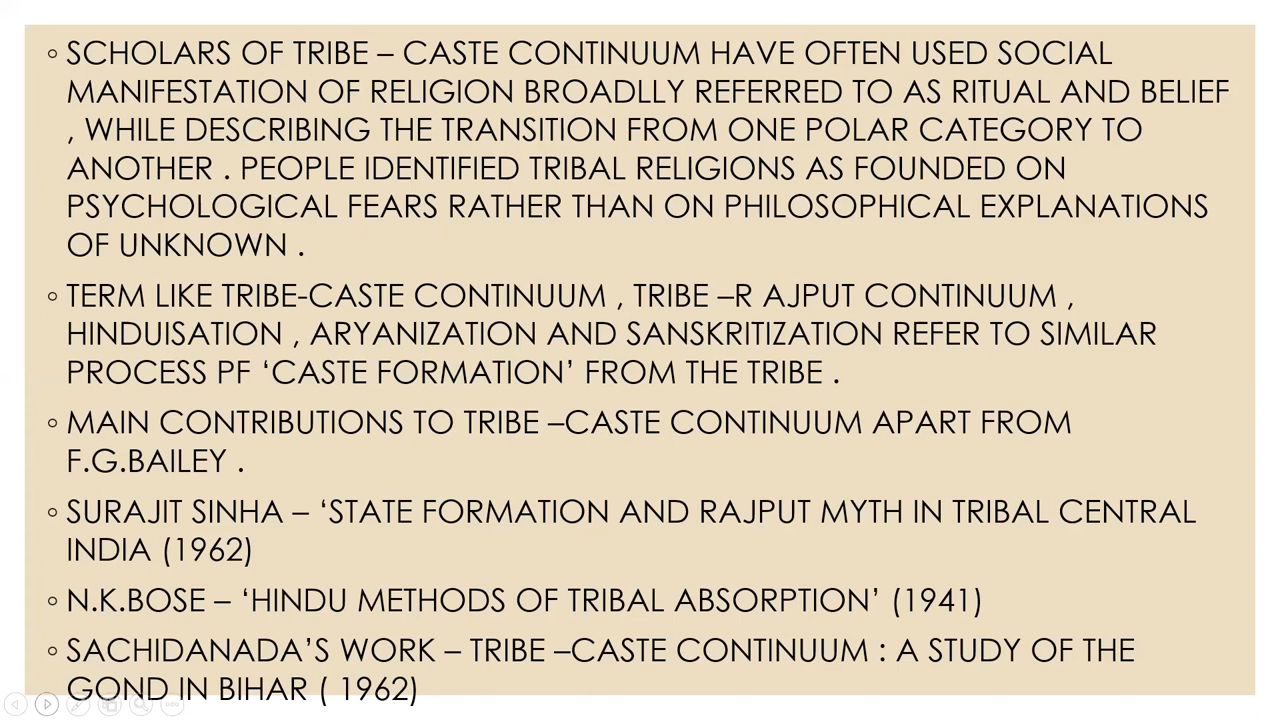 ◦ SCHOLARS OF TRIBE – CASTE CONTINUUM HAVE OFTEN USED SOCIAL
MANIFESTATION OF RELIGION BROADLLY REFERRED TO AS RITUAL AND BELIEF
, WHILE DESCRIBING THE TRANSITION FROM ONE POLAR CATEGORY TO
ANOTHER . PEOPLE IDENTIFIED TRIBAL RELIGIONS AS FOUNDED ON
PSYCHOLOGICAL FEARS RATHER THAN ON PHILOSOPHICAL EXPLANATIONS
OF UNKNOWN .
◦ TERM LIKE TRIBE-CASTE CONTINUUM , TRIBE –R AJPUT CONTINUUM ,
HINDUISATION , ARYANIZATION AND SANSKRITIZATION REFER TO SIMILAR
PROCESS PF ‘CASTE FORMATION’ FROM THE TRIBE .
◦ MAIN CONTRIBUTIONS TO TRIBE –CASTE CONTINUUM APART FROM
F.G.BAILEY .
◦ SURAJIT SINHA – ‘STATE FORMATION AND RAJPUT MYTH IN TRIBAL CENTRAL
INDIA (1962)
◦ N.K.BOSE – ‘HINDU METHODS OF TRIBAL ABSORPTION’ (1941)
◦ SACHIDANADA’S WORK – TRIBE –CASTE CONTINUUM : A STUDY OF THE
GOND IN BIHAR ( 1962)